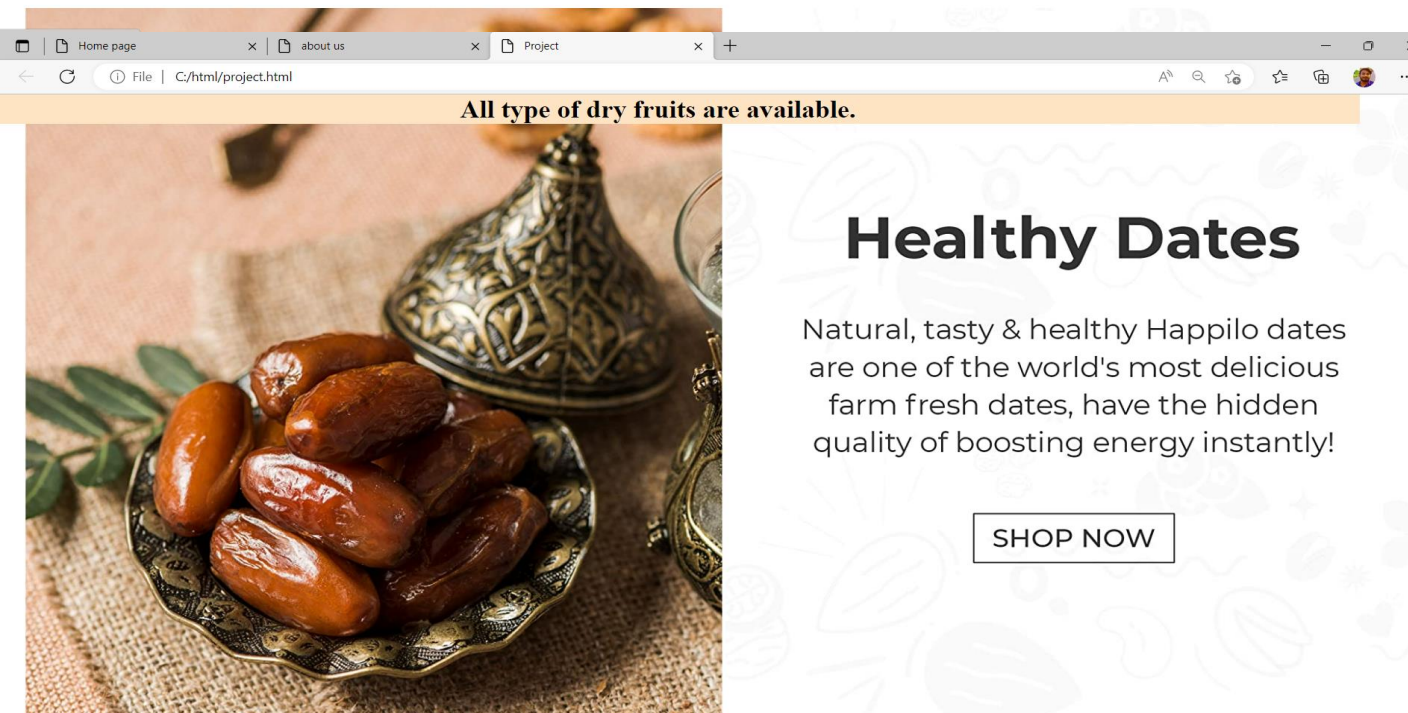 Home page
about us
Project
File | C:/html/project.html
All type of dry fruits are available.
Healthy Dates
Natural, tasty & healthy Happilo dates
are one of the world's most delicious
farm fresh dates, have the hidden
quality of boosting energy instantly!
SHOP NOW